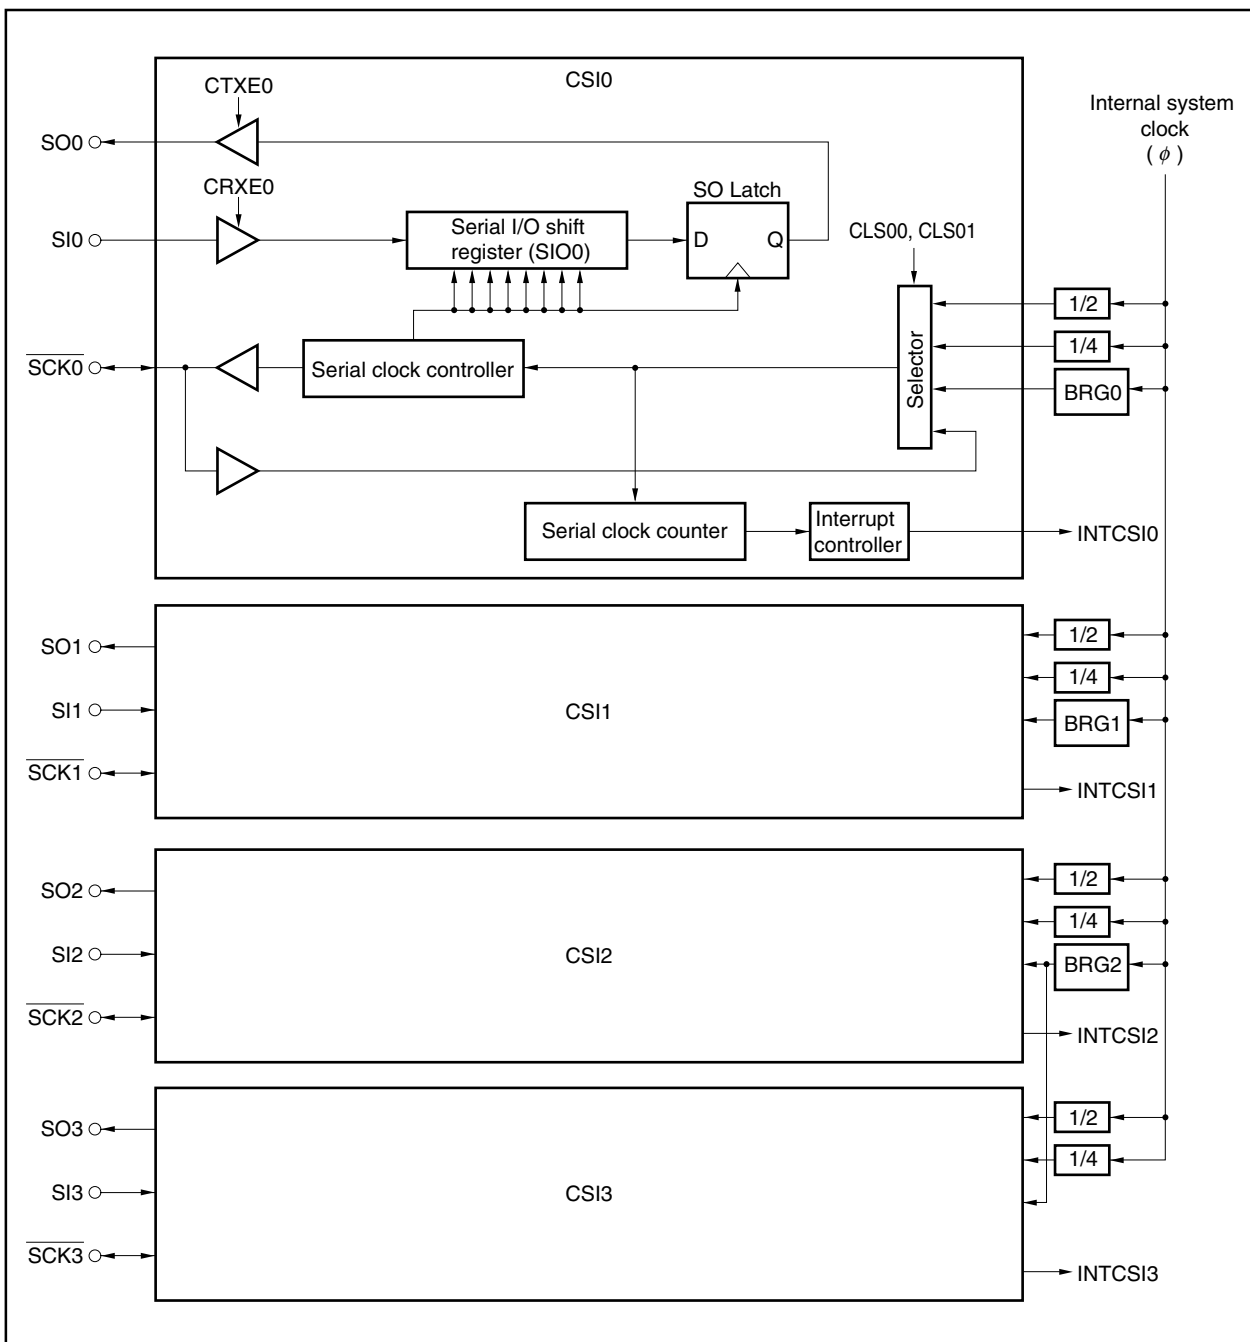 CSI0
CTXE0
Internal system
clock
( ϕ )
SO0
CRXE0
SO Latch
SI0
Serial I/O shift
register (SIO0)
D
Q
CLS00, CLS01
1/2
SCK0
Serial clock controller
Selector
1/4
BRG0
Serial clock counter
Interrupt
controller
INTCSI0
SO1
1/2
1/4
SI1
CSI1
BRG1
SCK1
INTCSI1
SO2
1/2
1/4
SI2
CSI2
BRG2
SCK2
INTCSI2
SO3
1/2
1/4
SI3
CSI3
SCK3
INTCSI3